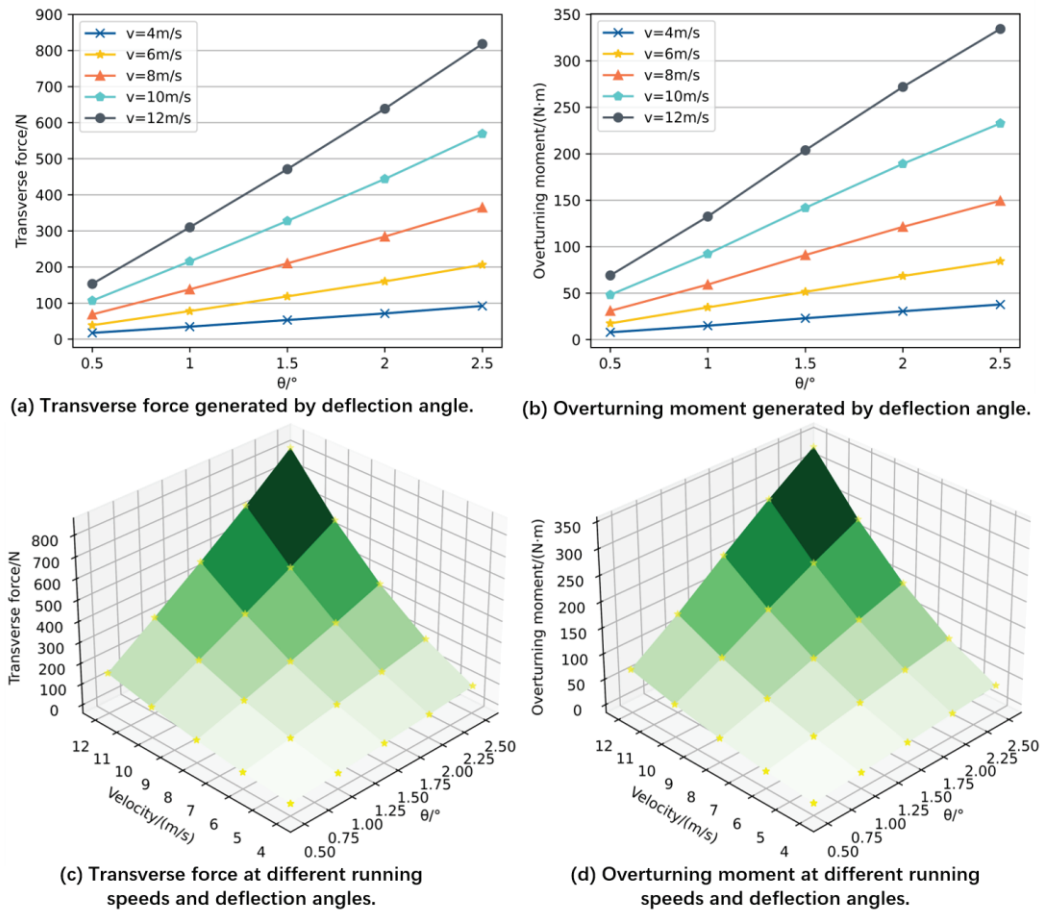 900
800
700
600
500
400
300
200
100
0
Transverse force/N
v=4m/s
v=6m/s
v=8m/s
v=10m/s
v=12m/s
0.5 1 1.5 2 2.5
θ/°
(a) Transverse force generated by deflection angle.
350
300
250
200
150
100
50
0
Overturning moment/(N·m)
v=4m/s
v=6m/s
v=8m/s
v=10m/s
v=12m/s
0.5 1 1.5 2 2.5
θ/°
(b) Overturning moment generated by deflection angle.
800
700
600
500
400
300
200
100
0
Transverse force/N
12 11 10 9 8 7 6 5 4
Velocity/(m/s)
0.50 0.75 1.00 1.25 1.50 1.75 2.00 2.25 2.50
θ/°
(c) Transverse force at different running
speeds and deflection angles.
350
300
250
200
150
100
50
0
Overturning moment/(N·m)
12 11 10 9 8 7 6 5 4
Velocity/(m/s)
0.50 0.75 1.00 1.25 1.50 1.75 2.00 2.25 2.50
θ/°
(d) Overturning moment at different running
speeds and deflection angles.